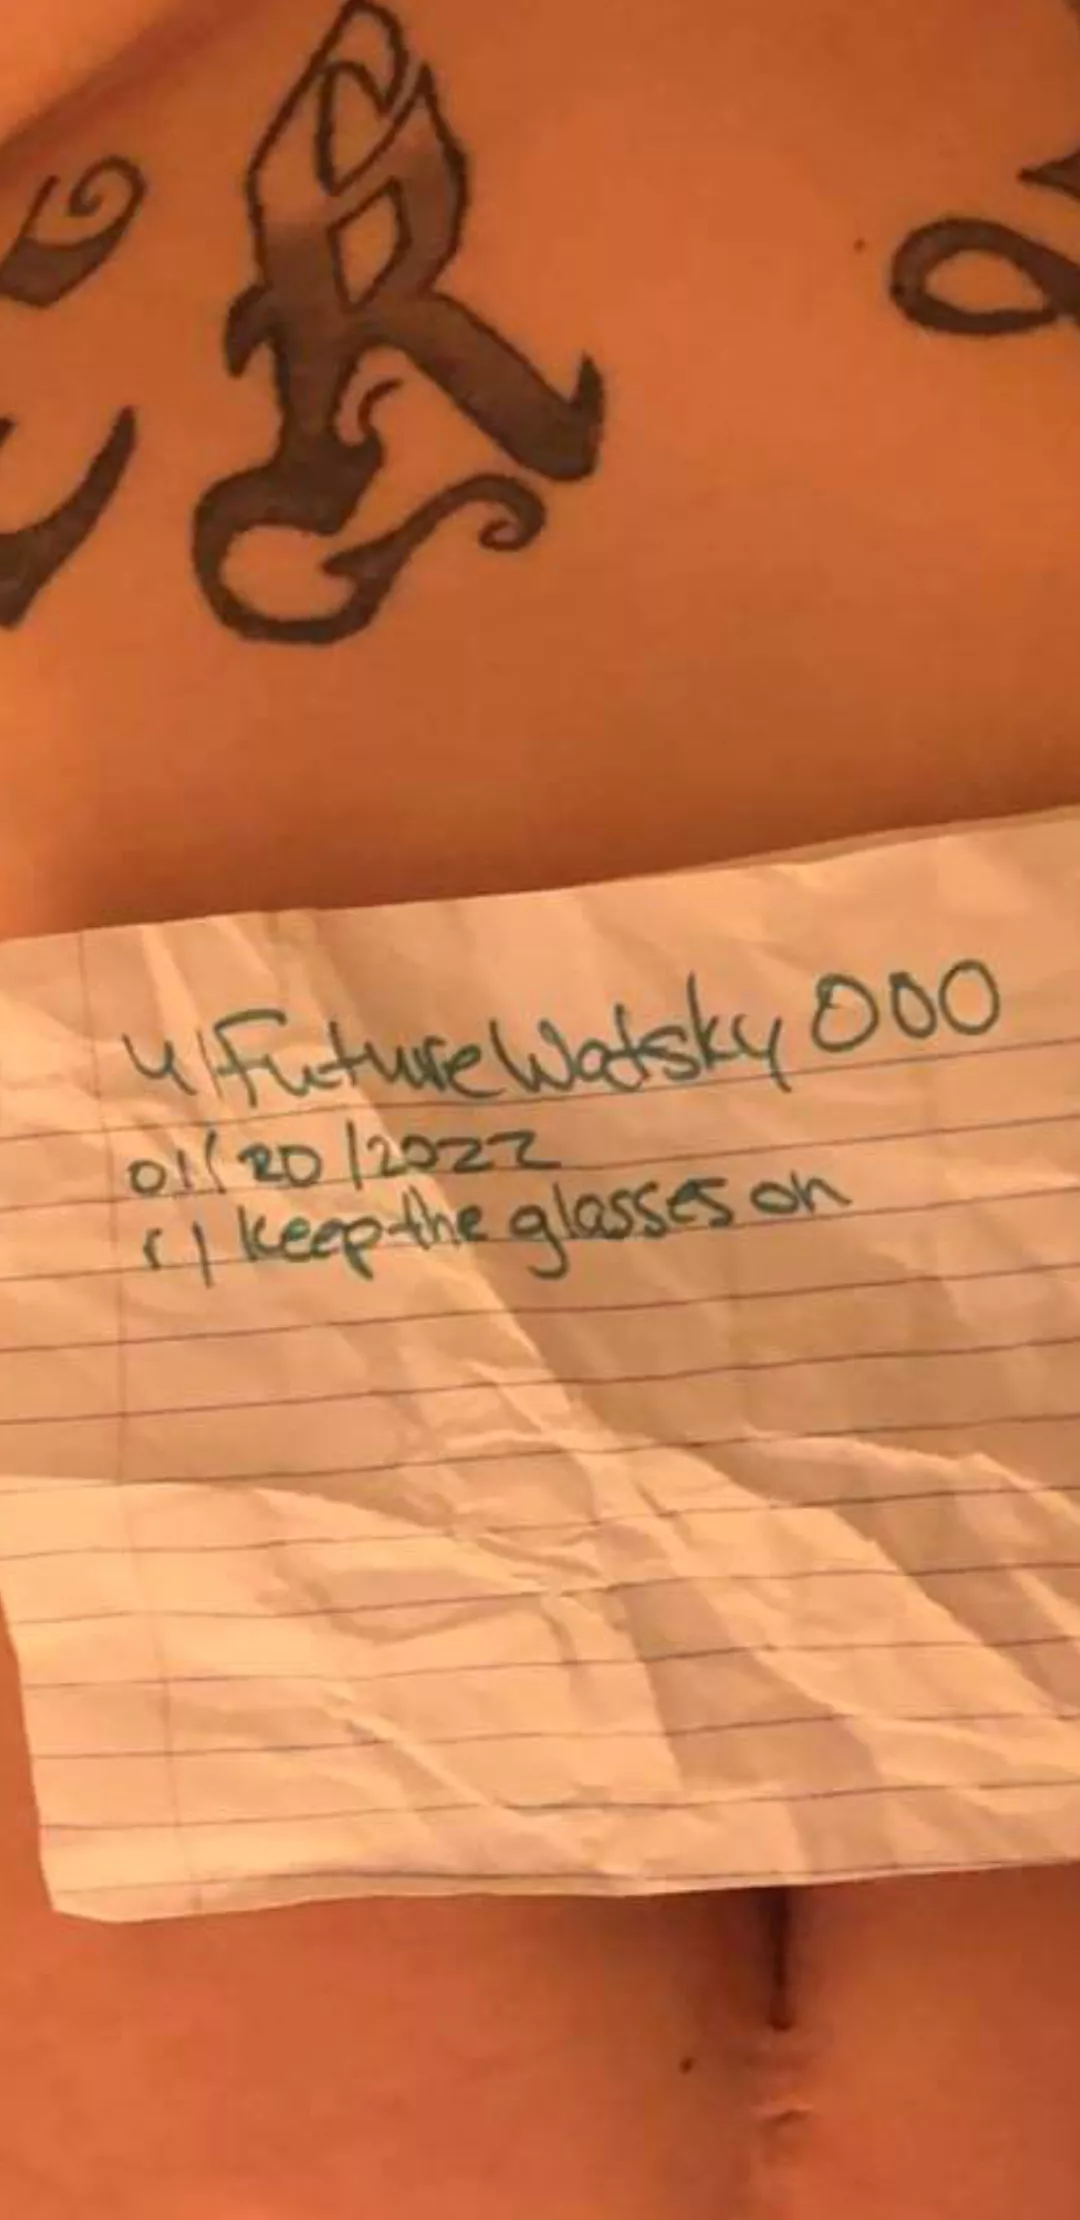 R
u/FutureWatsky000
01/20/2022
r/keep the glasses on